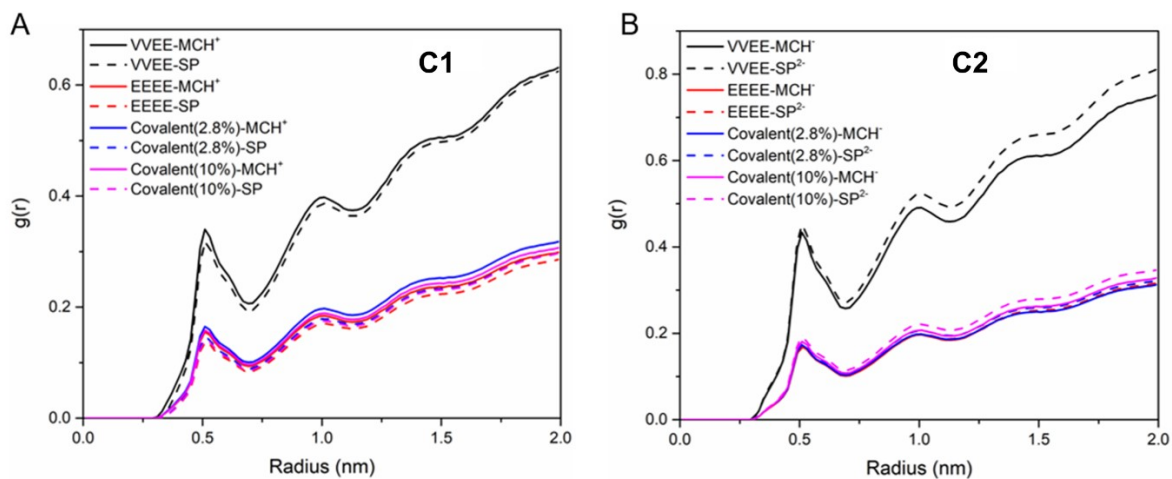 A
C1
VVEE-MCH⁺
VVEE-SP
EEEE-MCH⁺
EEEE-SP
Covalent(2.8%)-MCH⁺
Covalent(2.8%)-SP
Covalent(10%)-MCH⁺
Covalent(10%)-SP
g(r)
0.6
0.4
0.2
0.0
0.0 0.5 1.0 1.5 2.0
Radius (nm)
B
C2
VVEE-MCH⁻
VVEE-SP²⁻
EEEE-MCH⁻
EEEE-SP²⁻
Covalent(2.8%)-MCH⁻
Covalent(2.8%)-SP²⁻
Covalent(10%)-MCH⁻
Covalent(10%)-SP²⁻
g(r)
0.8
0.6
0.4
0.2
0.0
0.0 0.5 1.0 1.5 2.0
Radius (nm)